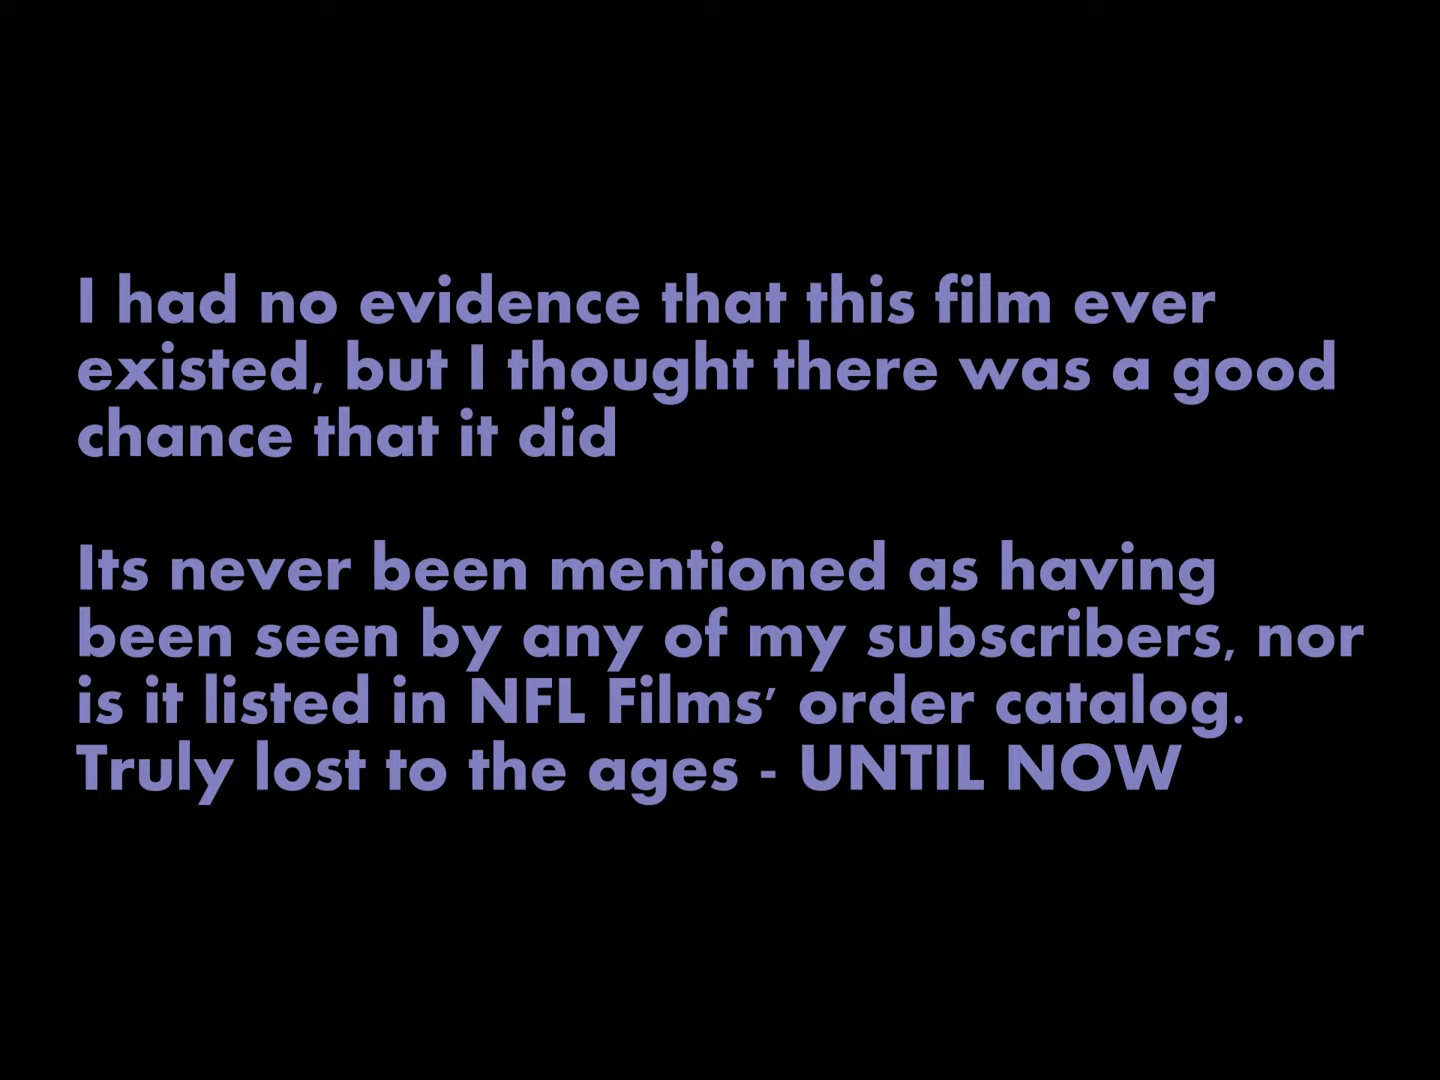 I had no evidence that this film ever
existed, but I thought there was a good
chance that it did
Its never been mentioned as having
been seen by any of my subscribers, nor
is it listed in NFL Films' order catalog.
Truly lost to the ages - UNTIL NOW